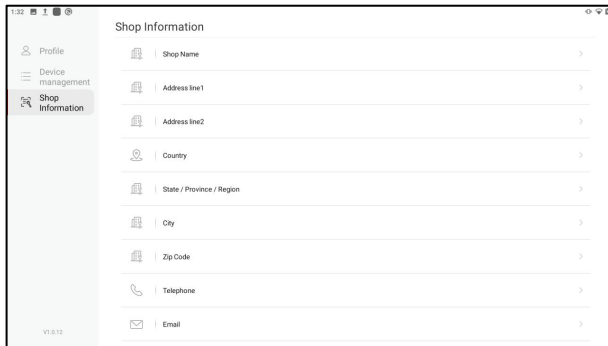 1:32
Shop Information
Profile
Device
management
Shop
Information
Shop Name
Address line1
Address line2
Country
State / Province / Region
City
Zip Code
Telephone
Email
V1.0.12